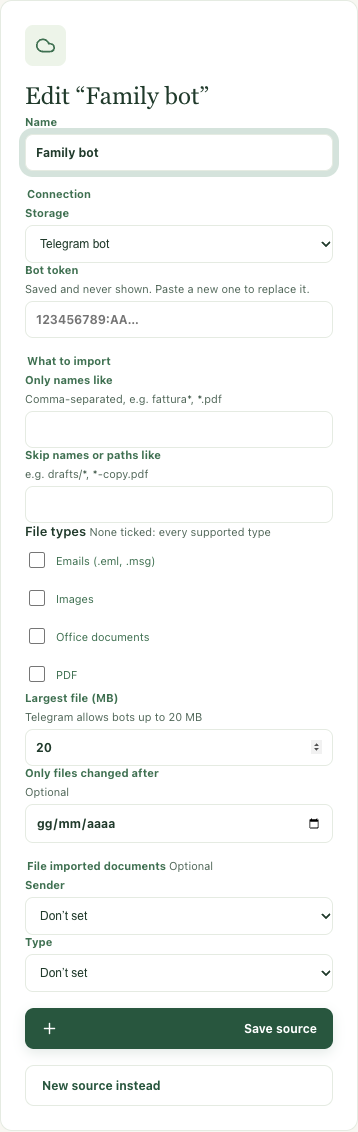 Edit “Family bot”
Name
Family bot
Connection
Storage
Telegram bot
Bot token
Saved and never shown. Paste a new one to replace it.
123456789:AA...
What to import
Only names like
Comma-separated, e.g. fattura*, *.pdf
Skip names or paths like
e.g. drafts/*, *-copy.pdf
File types None ticked: every supported type
Emails (.eml, .msg)
Images
Office documents
PDF
Largest file (MB)
Telegram allows bots up to 20 MB
20
Only files changed after
Optional
gg/mm/aaaa
File imported documents Optional
Sender
Don't set
Type
Don't set
Save source
New source instead